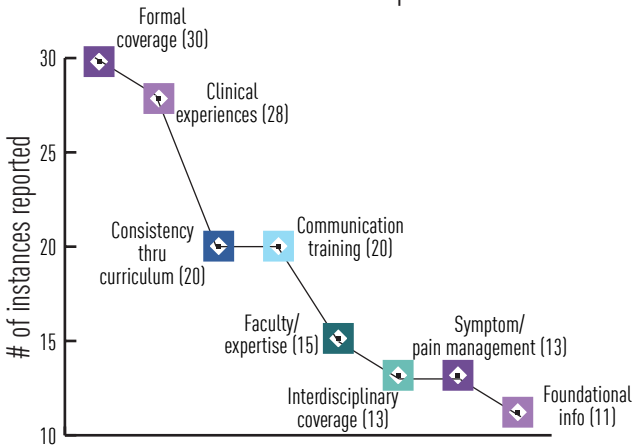 Formal
coverage (30)
Clinical
experiences (28)
Consistency
thru
curriculum (20)
Communication
training (20)
Faculty/
expertise (15)
Interdisciplinary
coverage (13)
Symptom/
pain management (13)
Foundational
info (11)
# of instances reported
30
25
20
15
10